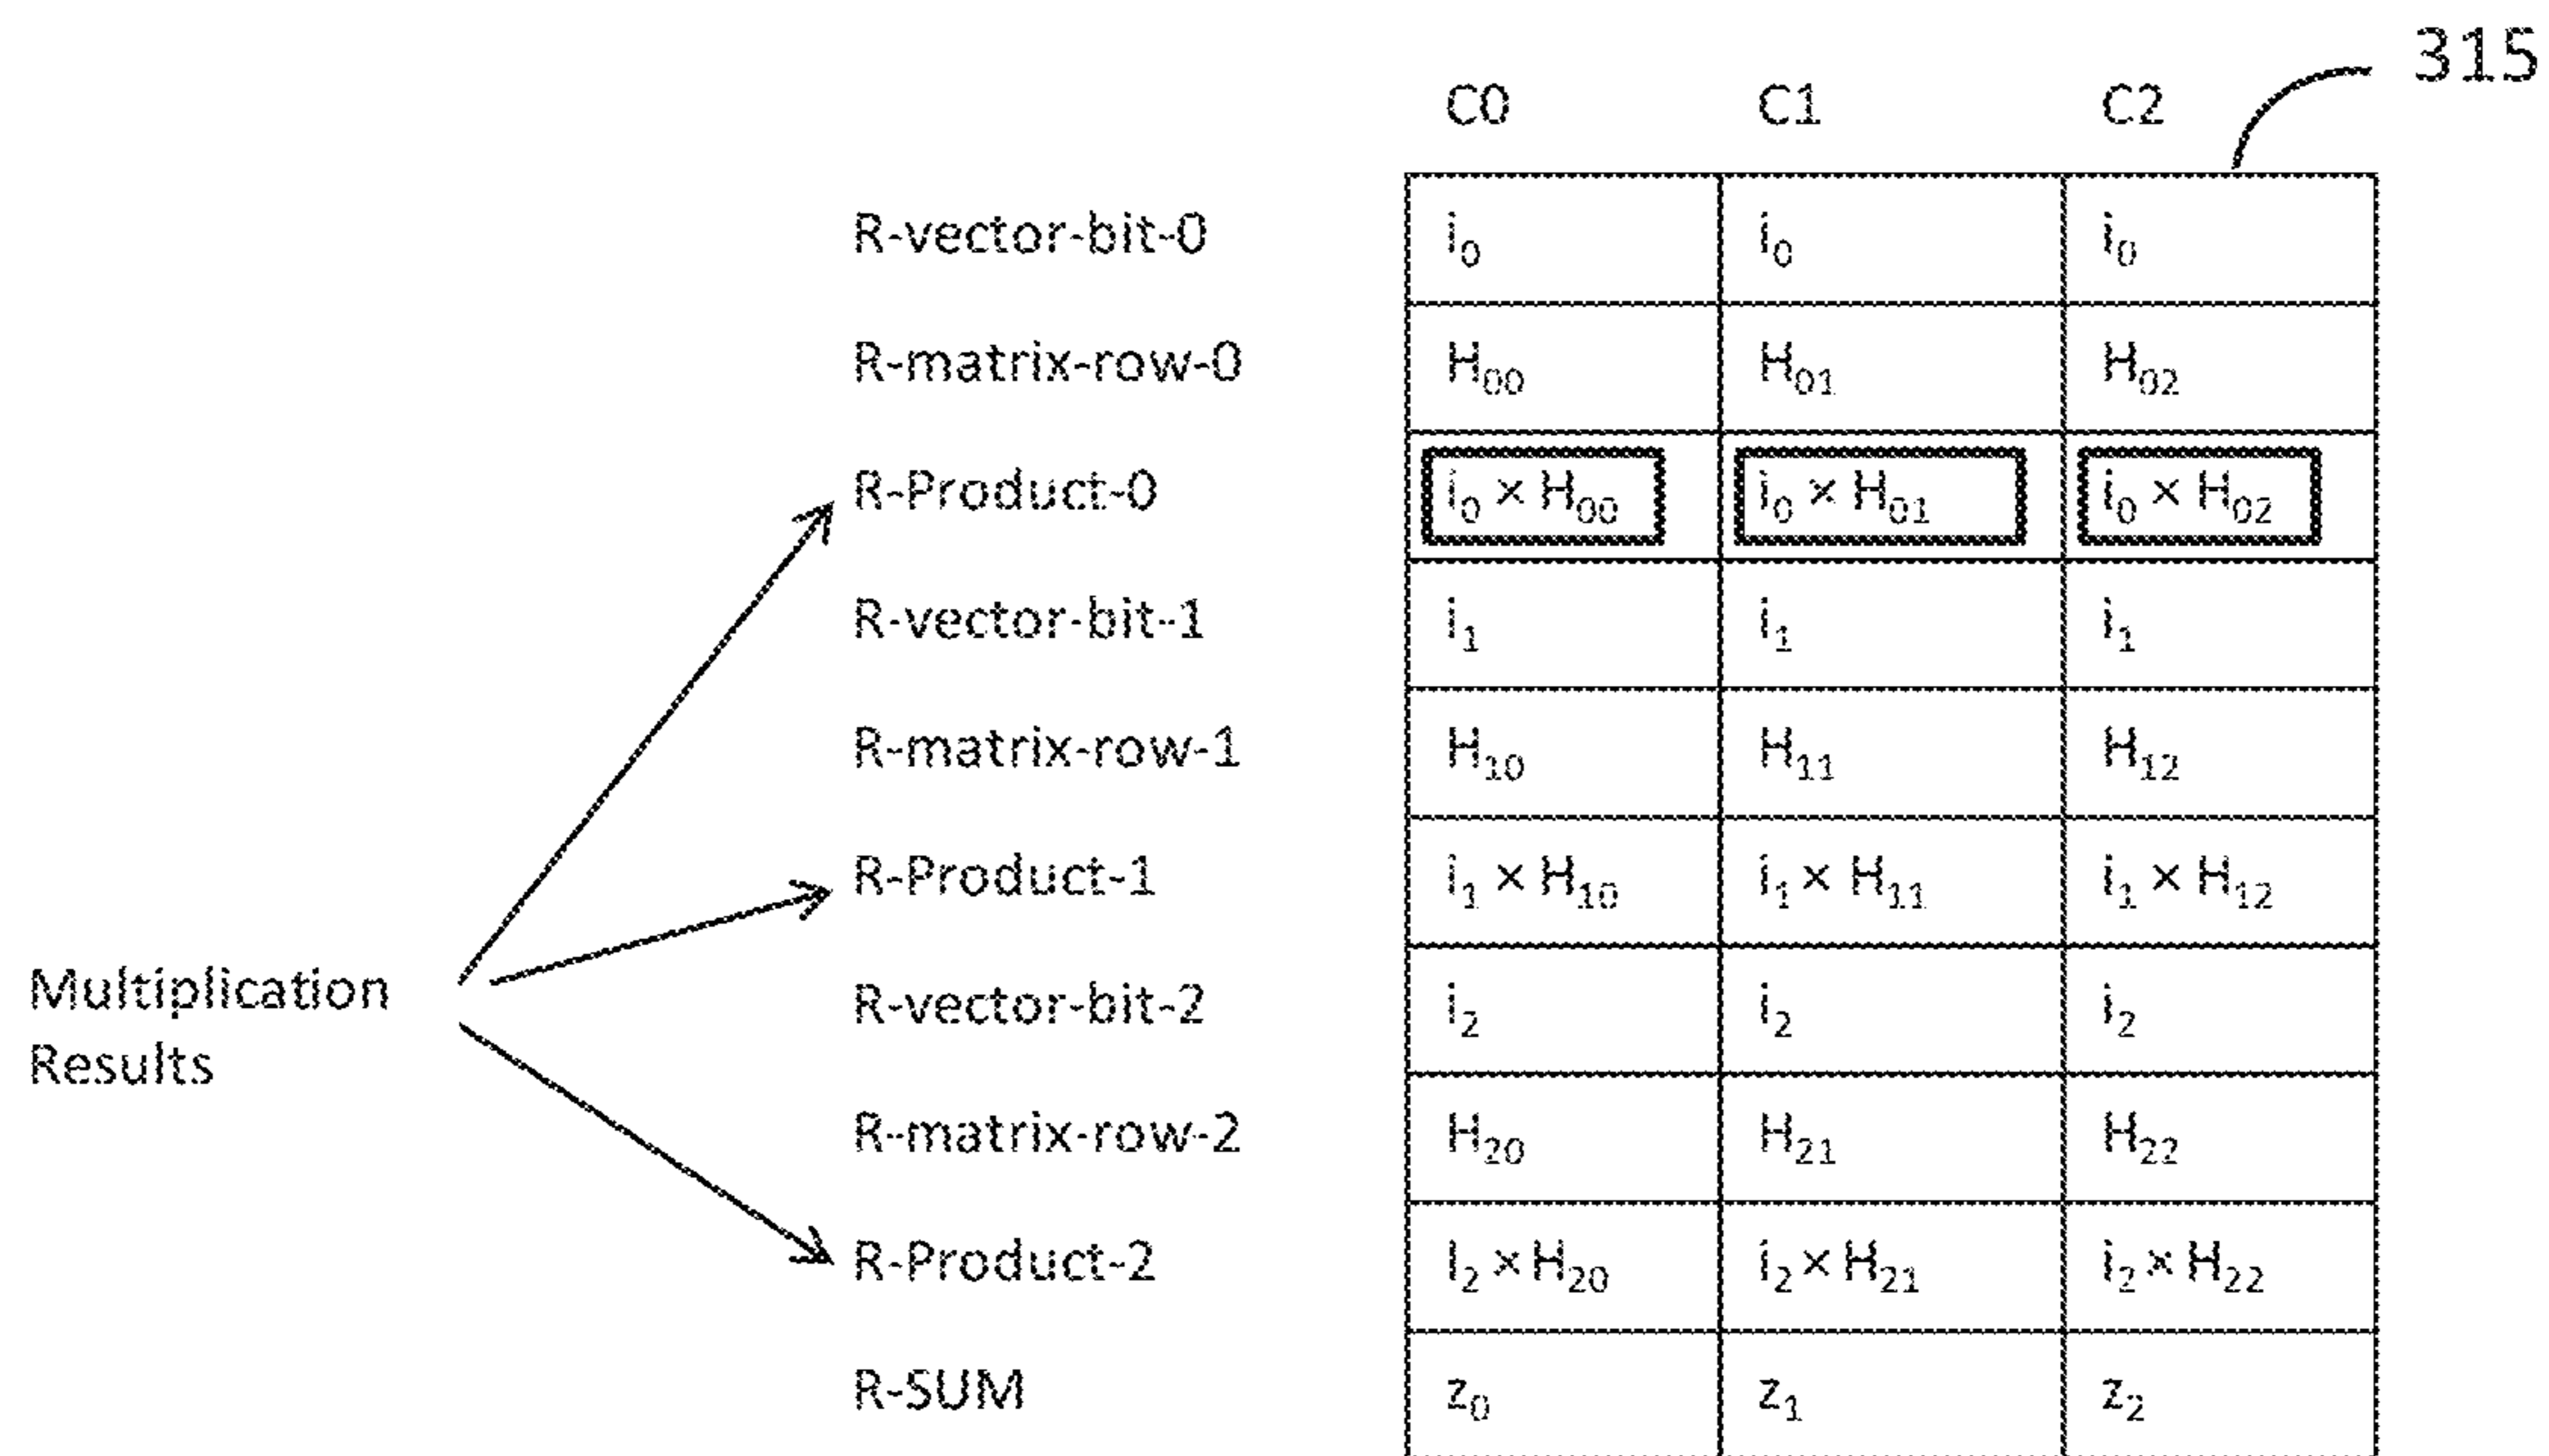 315
C0 C1 C2
R-vector-bit-0 i₀ i₀ i₀
R-matrix-row-0 H₀₀ H₀₁ H₀₂
R-Product-0 i₀ × H₀₀ i₀ × H₀₁ i₀ × H₀₂
R-vector-bit-1 i₁ i₁ i₁
R-matrix-row-1 H₁₀ H₁₁ H₁₂
R-Product-1 i₁ × H₁₀ i₁ × H₁₁ i₁ × H₁₂
Multiplication
Results
R-vector-bit-2 i₂ i₂ i₂
R-matrix-row-2 H₂₀ H₂₁ H₂₂
R-Product-2 I₂ × H₂₀ i₂ × H₂₁ i₂ × H₂₂
R-SUM z₀ z₁ z₂